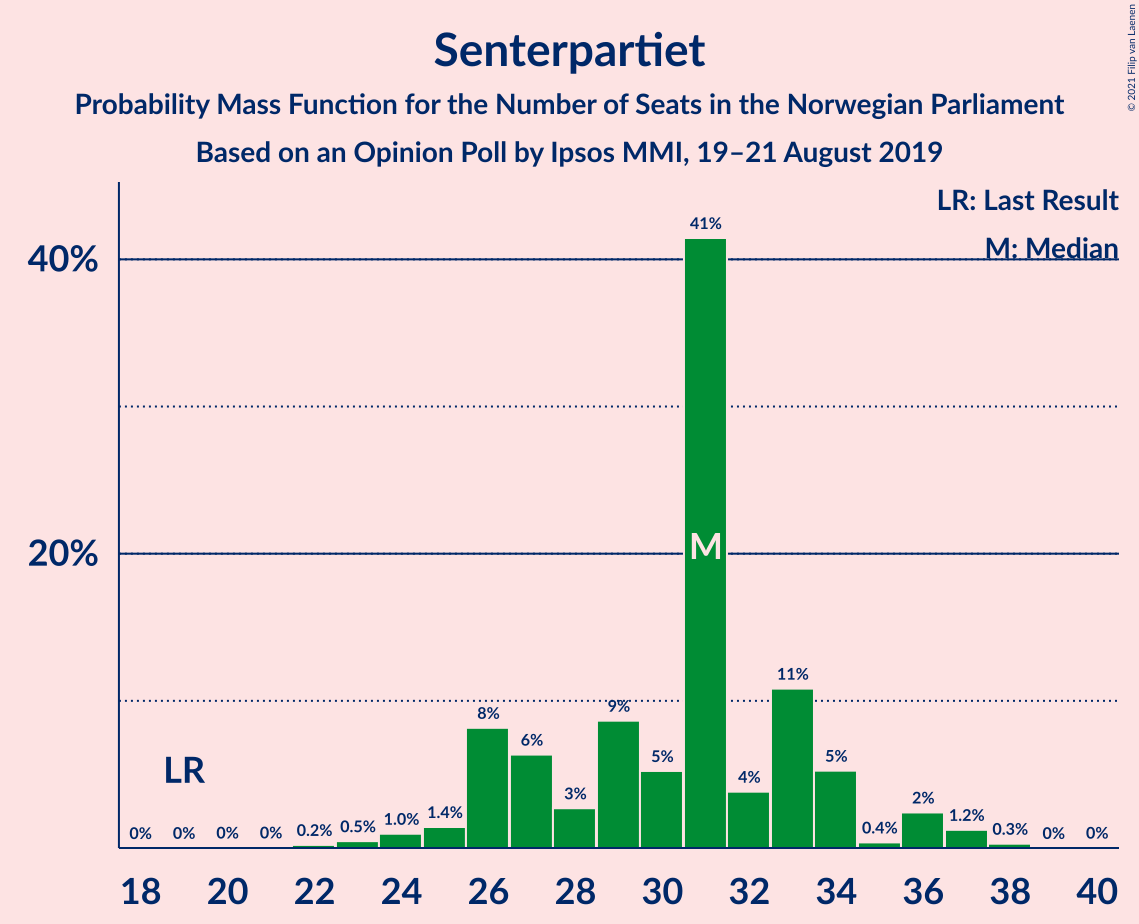 Senterpartiet
Probability Mass Function for the Number of Seats in the Norwegian Parliament
Based on an Opinion Poll by Ipsos MMI, 19–21 August 2019
© 2021 Filip van Laenen
LR: Last Result
M: Median
40%
20%
41%
M
LR
0%
0%
0%
0%
0.2%
0.5%
1.0%
1.4%
8%
6%
3%
9%
5%
4%
11%
5%
0.4%
2%
1.2%
0.3%
0%
0%
18 20 22 24 26 28 30 32 34 36 38 40